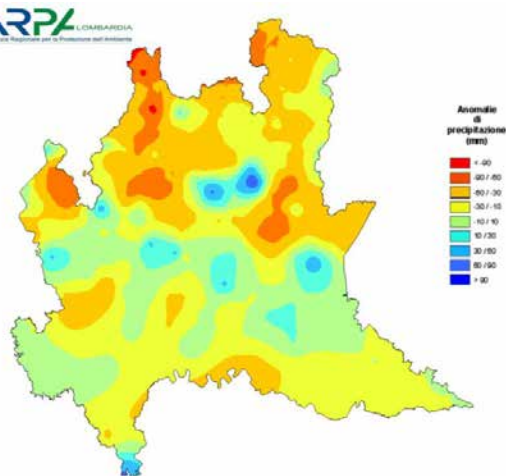 ARPA LOMBARDIA
Agenzia Regionale per la Protezione dell'Ambiente
Anomalie
di
precipitazione
(mm)
< -90
-90 / -60
-60 / -30
-30 / -10
-10 / 10
10 / 30
30 / 60
60 / 90
> 90